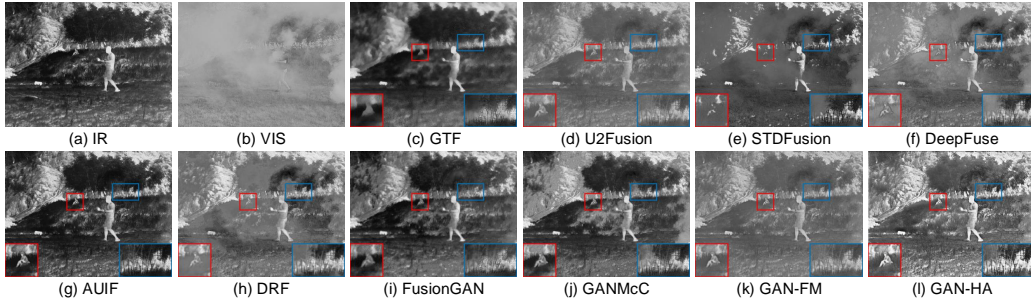 (a) IR (b) VIS (c) GTF (d) U2Fusion (e) STDFusion (f) DeepFuse
(g) AUIF (h) DRF (i) FusionGAN (j) GANMcC (k) GAN-FM (l) GAN-HA